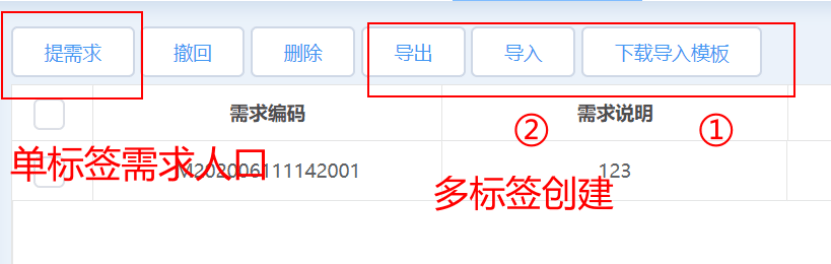 提需求 撤回 删除 导出 导入 下载导入模板
需求编码 需求说明
② ①
单标签需求人口
M202006111142001 123
多标签创建